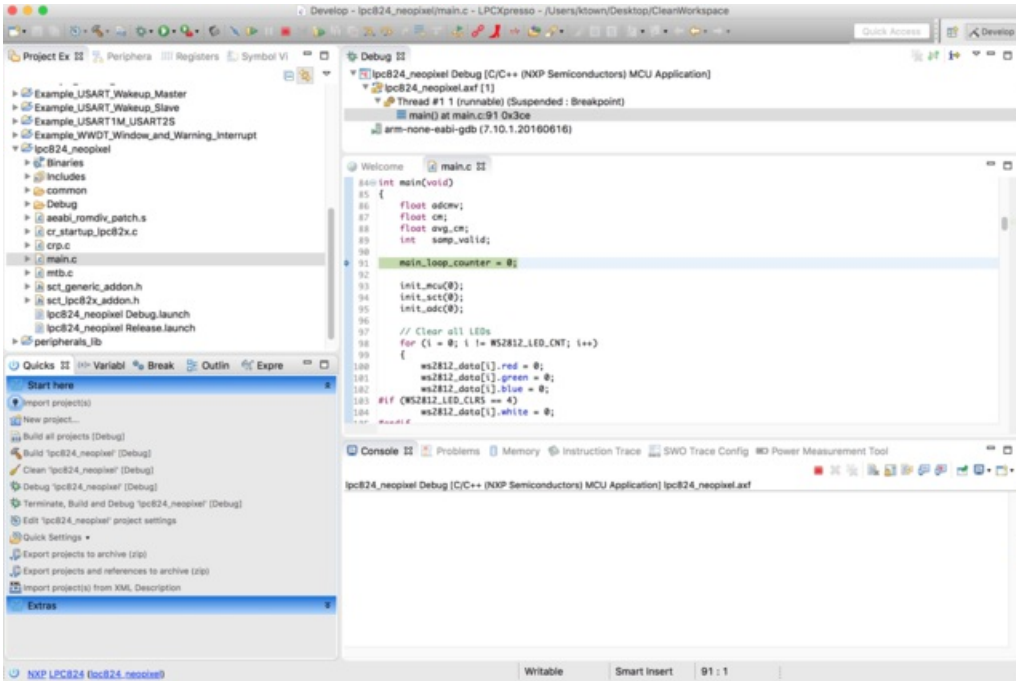 Develop - lpc824_neopixel/main.c - LPCXpresso - /Users/ktown/Desktop/CleanWorkspace
Quick Access
Develop
Project Ex
Periphera
Registers
Symbol Vi
Example_USART_Wakeup_Master
Example_USART_Wakeup_Slave
Example_USART1M_USART2S
Example_WWDT_Window_and_Warning_Interrupt
lpc824_neopixel
Binaries
Includes
common
Debug
aeabi_romdiv_patch.s
cr_startup_lpc82x.c
crp.c
main.c
mtb.c
sct_generic_addon.h
sct_lpc82x_addon.h
lpc824_neopixel Debug.launch
lpc824_neopixel Release.launch
peripherals_lib
Quicks
Variabl
Break
Outlin
Expre
Start here
Import project(s)
New project...
Build all projects [Debug]
Build 'lpc824_neopixel' [Debug]
Clean 'lpc824_neopixel' [Debug]
Debug 'lpc824_neopixel' [Debug]
Terminate, Build and Debug 'lpc824_neopixel' [Debug]
Edit 'lpc824_neopixel' project settings
Quick Settings
Export projects to archive (zip)
Export projects and references to archive (zip)
Import project(s) from XML Description
Extras
Debug
lpc824_neopixel Debug [C/C++ (NXP Semiconductors) MCU Application]
lpc824_neopixel.axf [1]
Thread #1 1 (runnable) (Suspended : Breakpoint)
main() at main.c:91 0x3ce
arm-none-eabi-gdb (7.10.1.20160616)
Welcome
main.c
84 int main(void)
85 {
86 float adcmv;
87 float cm;
88 float avg_cm;
89 int samp_valid;
90
91 main_loop_counter = 0;
92
93 init_mcu(0);
94 init_sct(0);
95 init_adc(0);
96
97 // Clear all LEDs
98 for (i = 0; i != WS2812_LED_CNT; i++)
99 {
100 ws2812_data[i].red = 0;
101 ws2812_data[i].green = 0;
102 ws2812_data[i].blue = 0;
103 #if (WS2812_LED_CLRS == 4)
104 ws2812_data[i].white = 0;
105 #endif
Console
Problems
Memory
Instruction Trace
SWO Trace Config
Power Measurement Tool
lpc824_neopixel Debug [C/C++ (NXP Semiconductors) MCU Application] lpc824_neopixel.axf
NXP LPC824 (lpc824_neopixel)
Writable
Smart Insert
91 : 1